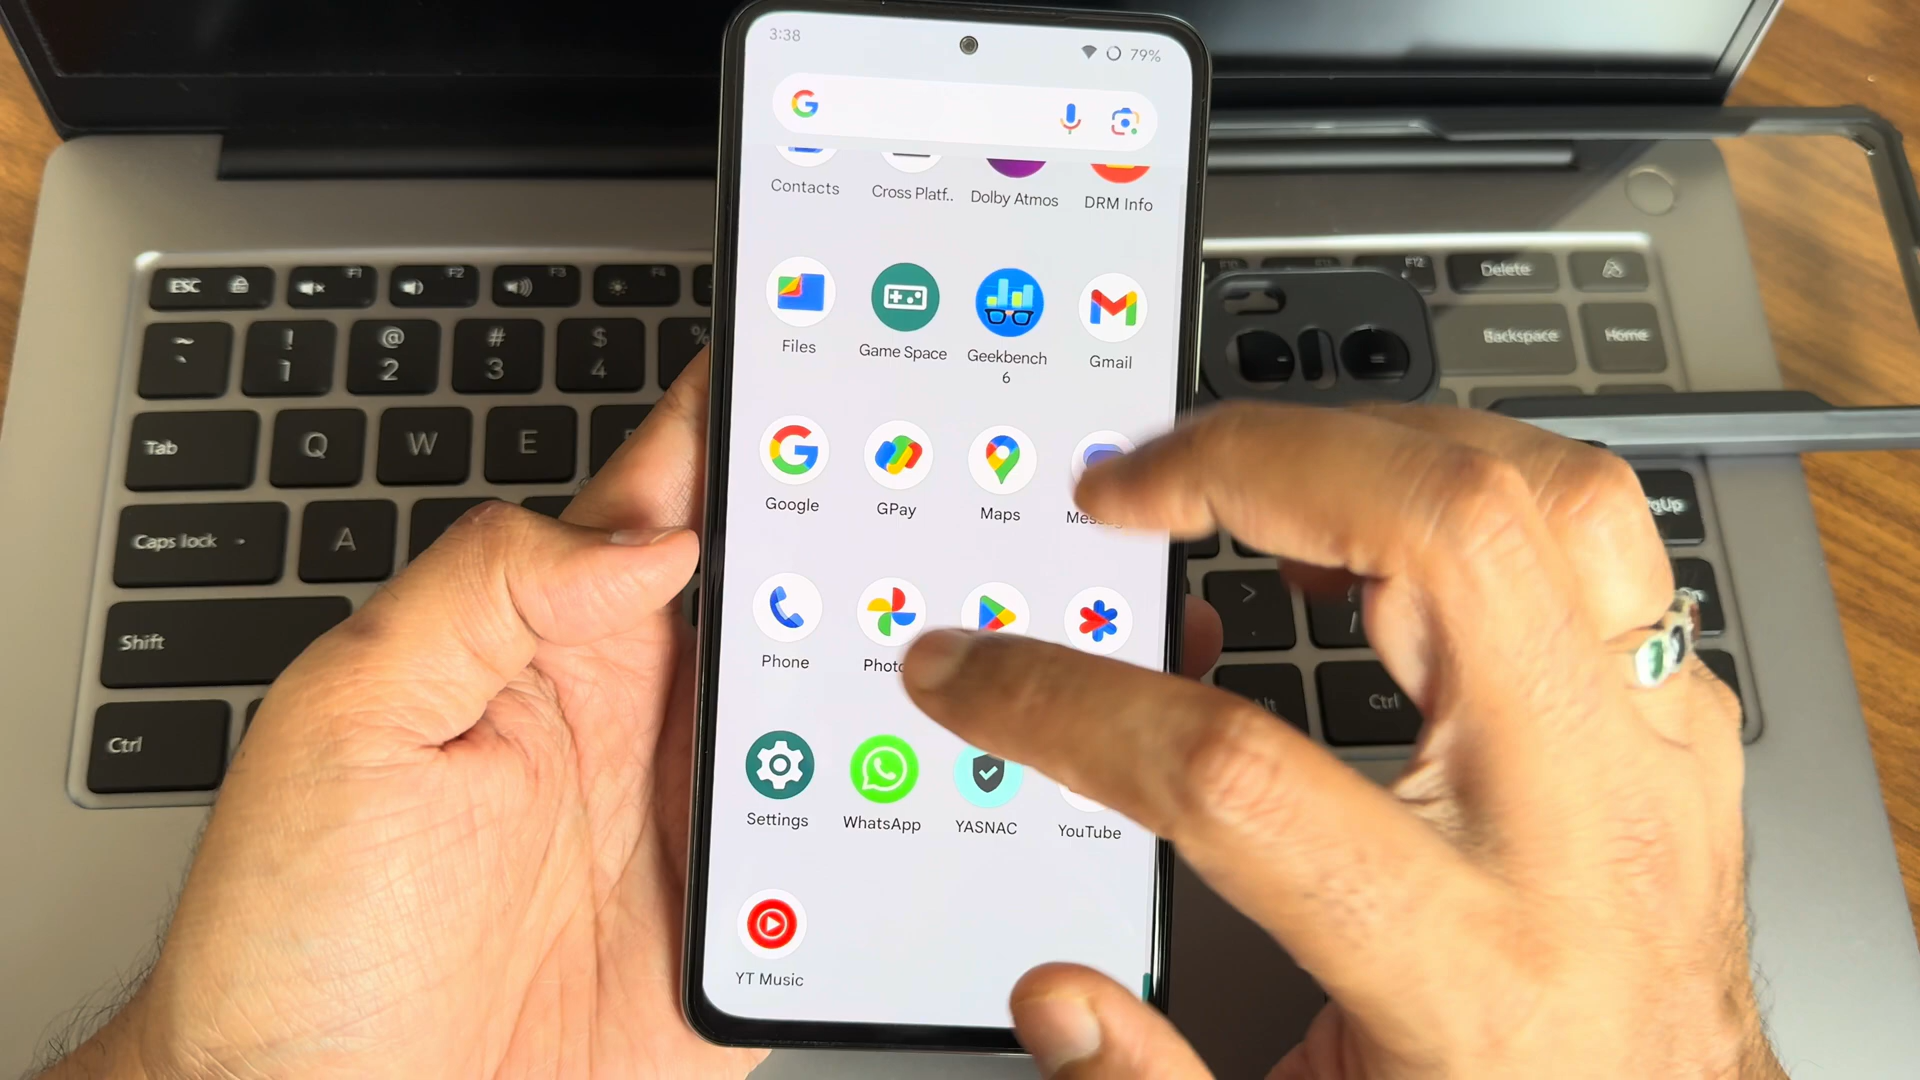 3:38
79%
Contacts
Cross Platf..
Dolby Atmos
DRM Info
Files
Game Space
Geekbench
6
Gmail
Google
GPay
Maps
Phone
Settings
WhatsApp
YASNAC
YouTube
YT Music
ESC
F1
F2
F3
F4
F12
Delete
~
`
!
1
@
2
#
3
$
4
%
Backspace
Home
Tab
Q
W
E
Caps lock
A
Shift
>
Ctrl
Ctrl